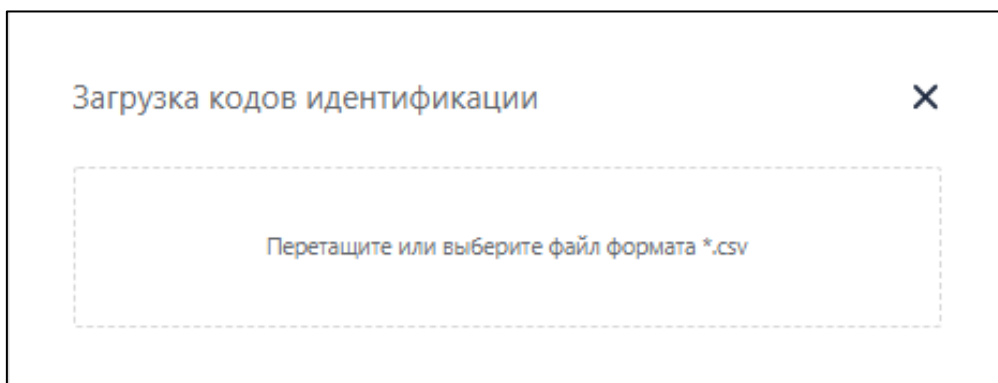 Загрузка кодов идентификации
Перетащите или выберите файл формата *.csv